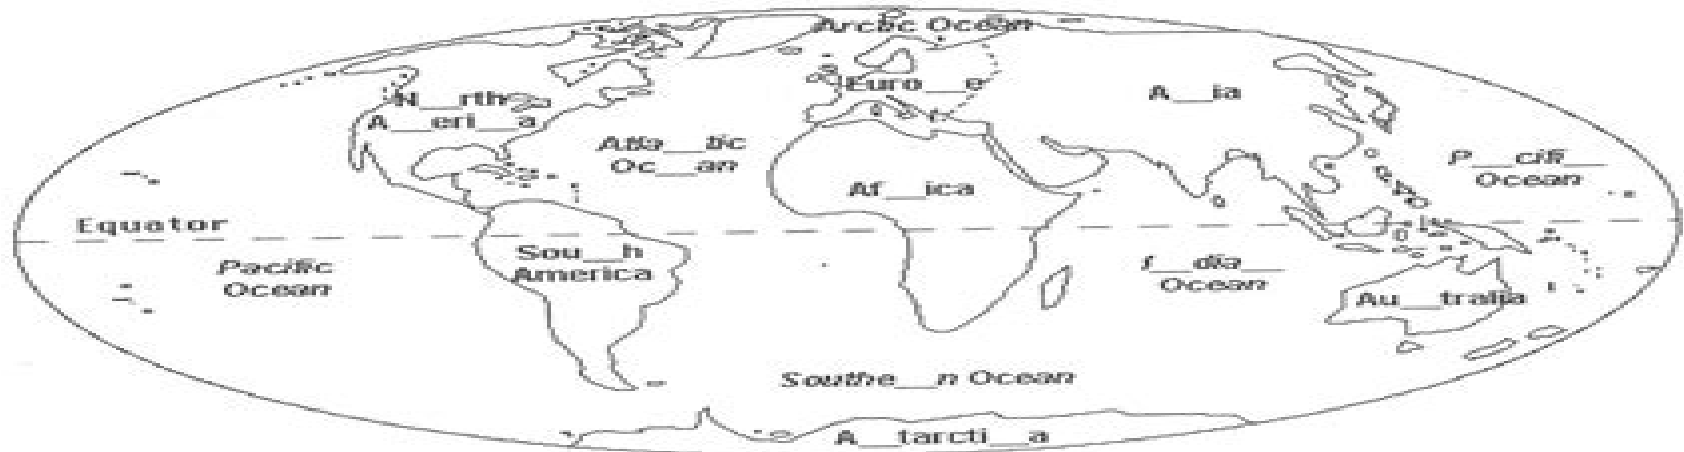 Arctic Ocean
N__rth
A__eri__a
Euro__e
A__ia
Atla__tic
Oc__an
P__cifi__
Ocean
Af__ica
Equator
Sou__h
America
Pacific
Ocean
I__dia__
Ocean
Au__tralia
Southe__n Ocean
A__tarcti__a